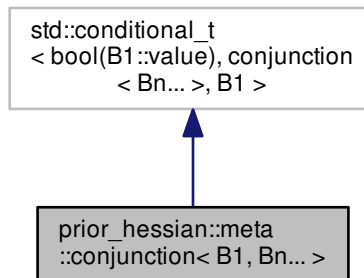 std::conditional_t
< bool(B1::value), conjunction
< Bn... >, B1 >
prior_hessian::meta
::conjunction< B1, Bn... >